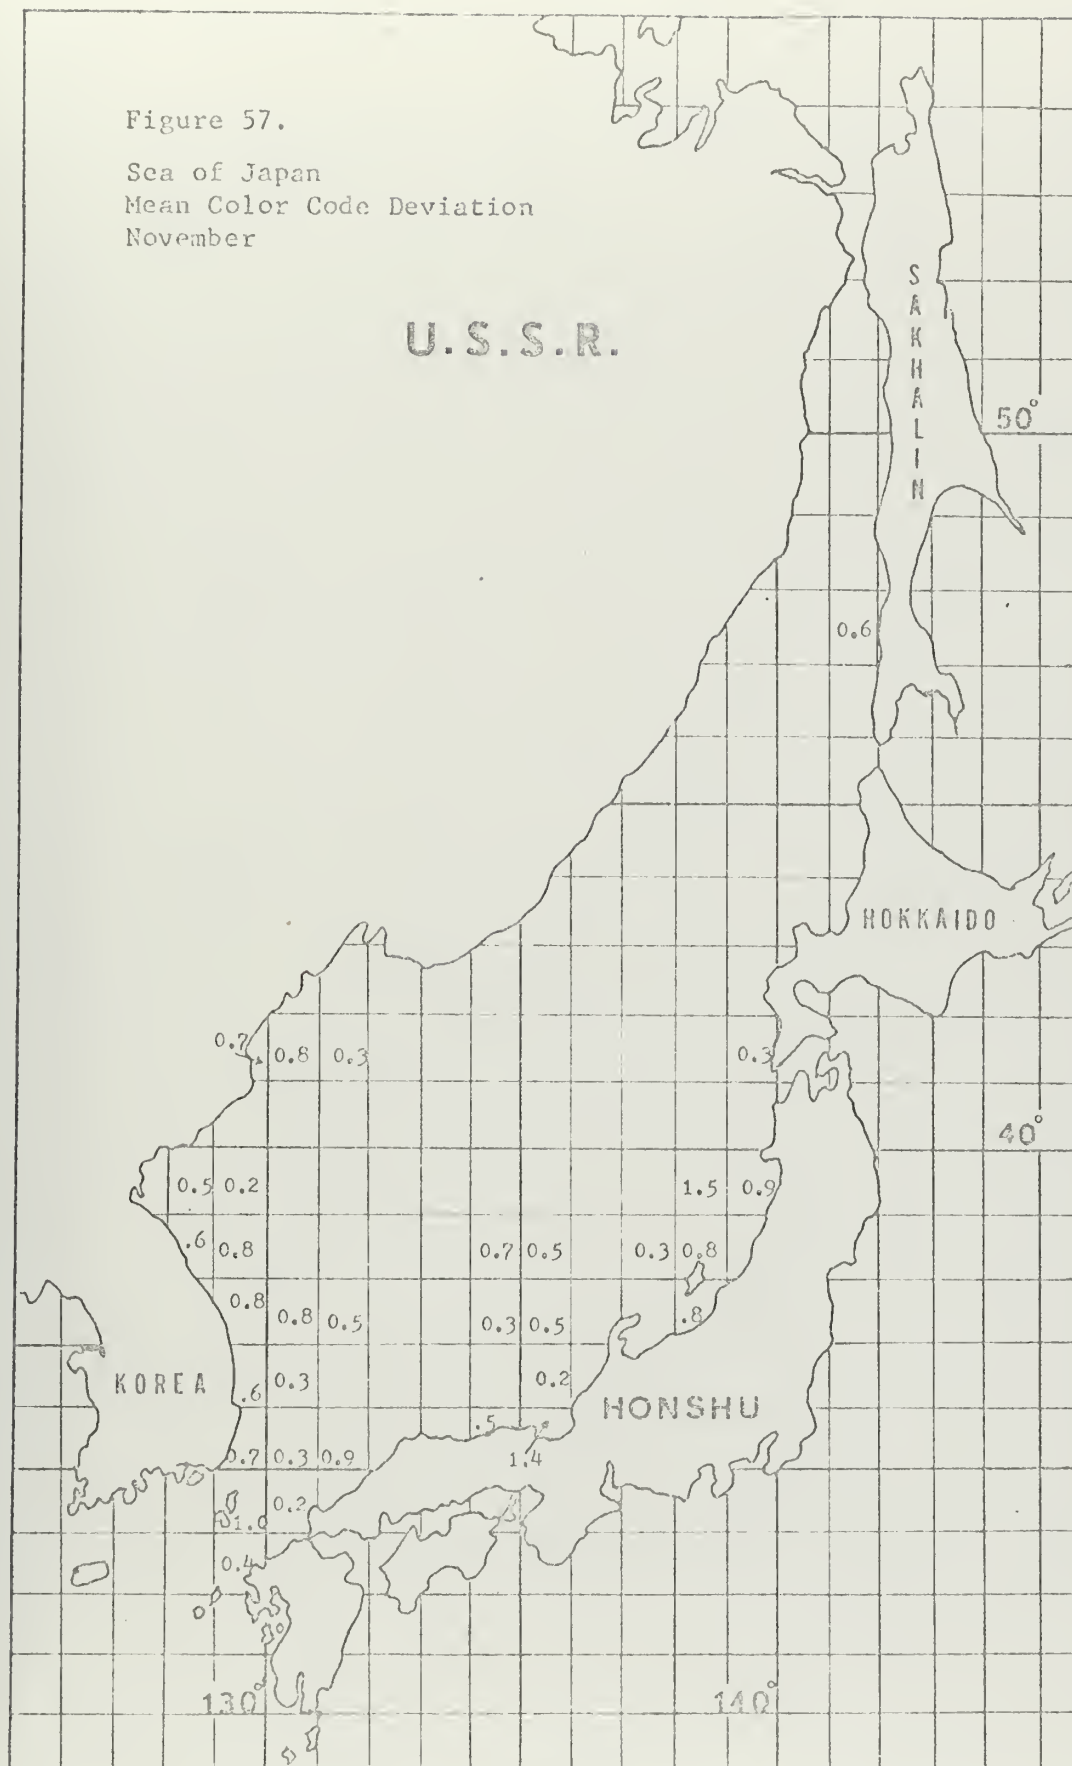 Figure 57.
Sea of Japan
Mean Color Code Deviation
November
U.S.S.R.
SAKHALIN
50°
0.6
HOKKAIDO
0.7
0.8 0.3
0.3
40°
0.5 0.2
1.5 0.9
.6 0.8
0.7 0.5
0.3 0.8
0.8
0.8 0.5
0.3 0.5
.8
KOREA
.6 0.3
0.2
HONSHU
.5
1.4
0.7 0.3 0.9
0.2
1.0
0.4
130°
140°